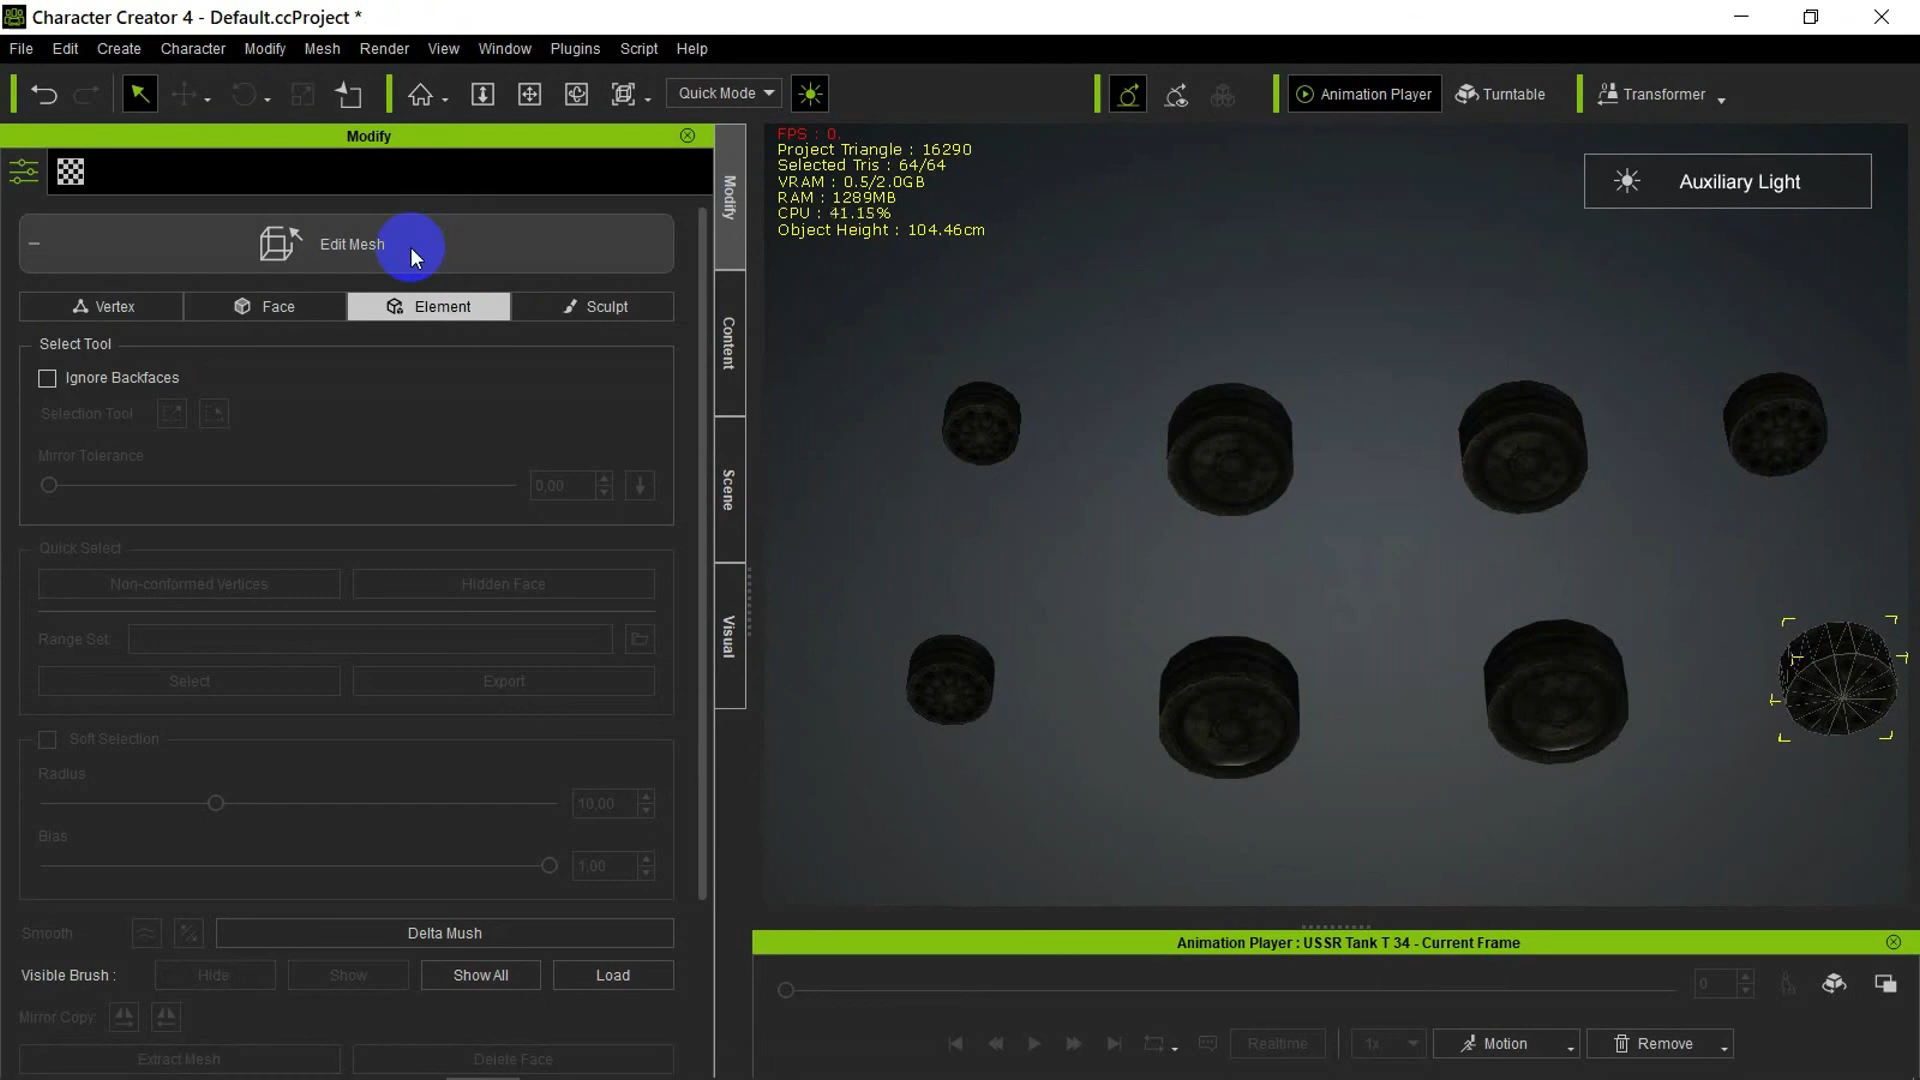 Character Creator 4 - Default.ccProject *
File Edit Create Character Modify Mesh Render View Window Plugins Script Help
Quick Mode Animation Player Turntable Transformer
Modify
Edit Mesh
Vertex Face Element Sculpt
Select Tool
Ignore Backfaces
Selection Tool
Mirror Tolerance
0,00
Quick Select
Non-conformed Vertices Hidden Face
Range Set
Select Export
Soft Selection
Radius
10,00
Bias
1,00
Smooth Delta Mush
Visible Brush : Hide Show Show All Load
Mirror Copy:
Extract Mesh Delete Face
Modify
Content
Scene
Visual
FPS : 0.
Project Triangle : 16290
Selected Tris : 64/64
VRAM : 0.5/2.0GB
RAM : 1289MB
CPU : 41.15%
Object Height : 104.46cm
Auxiliary Light
Animation Player : USSR Tank T 34 - Current Frame
0
Realtime 1x Motion Remove